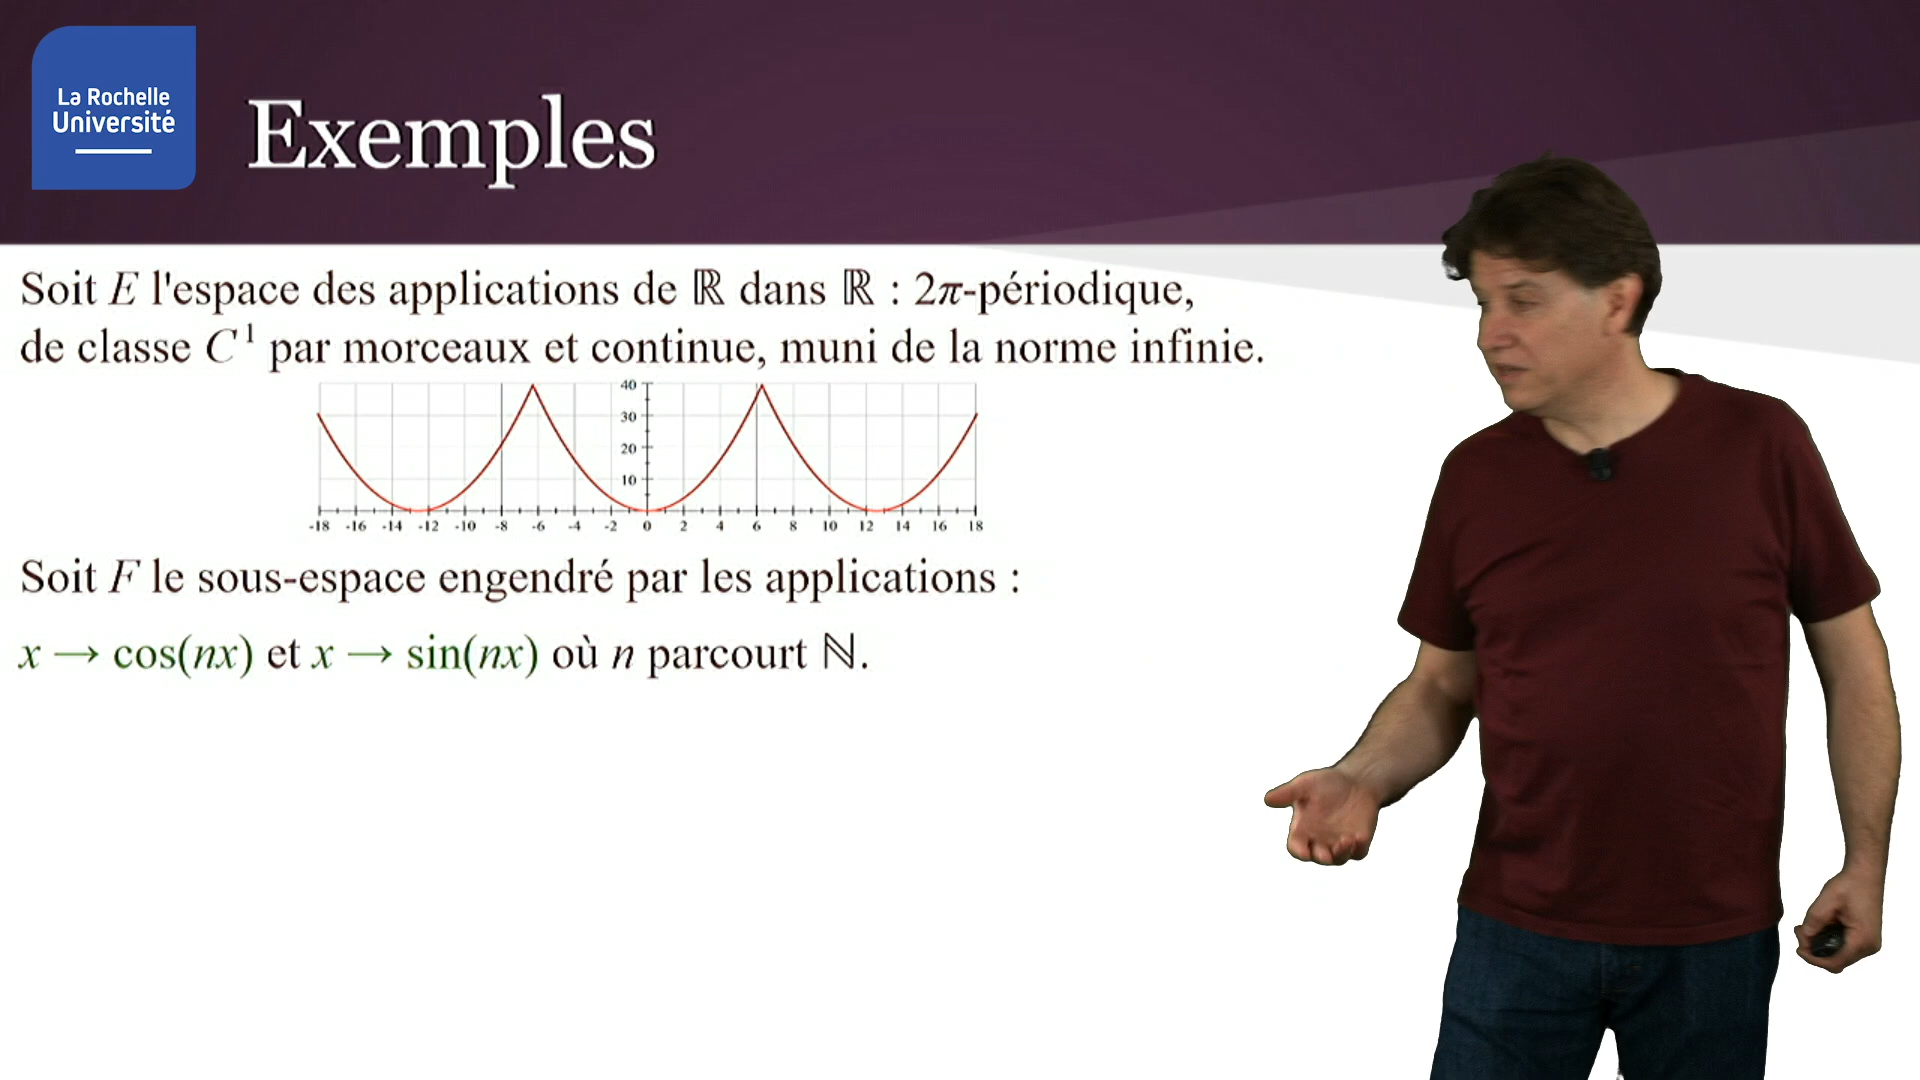 La Rochelle
Université
Exemples
Soit E l'espace des applications de ℝ dans ℝ : 2π-périodique,
de classe C¹ par morceaux et continue, muni de la norme infinie.
40
30
20
10
-18 -16 -14 -12 -10 -8 -6 -4 -2 0 2 4 6 8 10 12 14 16 18
Soit F le sous-espace engendré par les applications :
x → cos(nx) et x → sin(nx) où n parcourt ℕ.